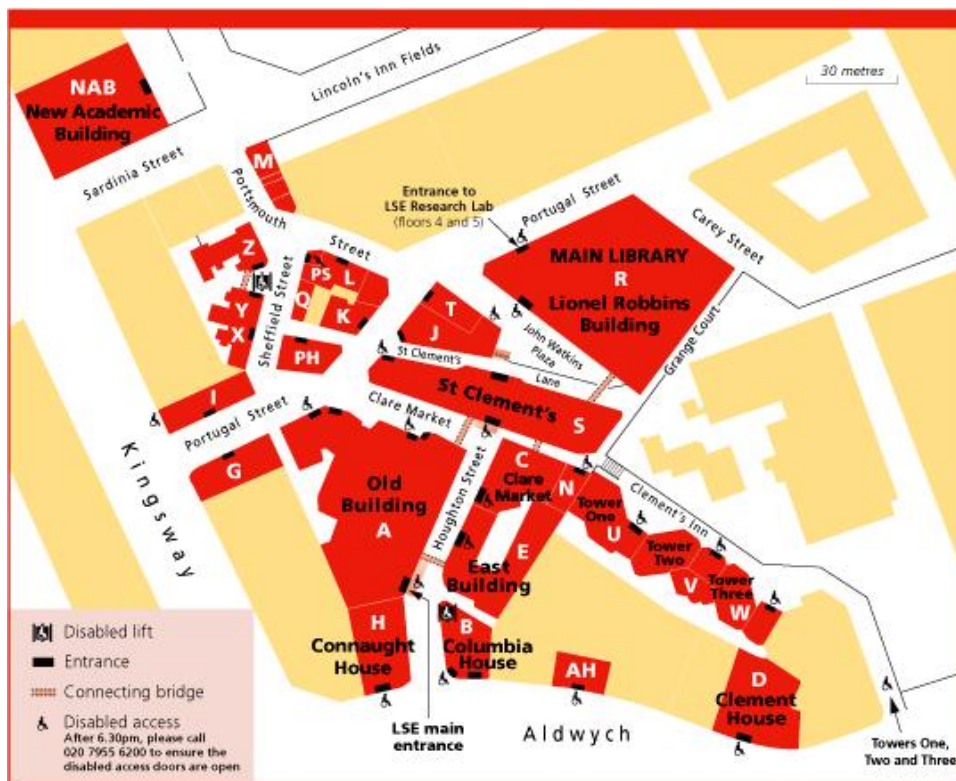 NAB
New Academic
Building
Lincoln's Inn Fields
30 metres
Sardinia Street
M
Portsmouth
Street
Entrance to
LSE Research Lab
(floors 4 and 5)
Portugal Street
Carey Street
MAIN LIBRARY
R
Lionel Robbins
Building
Z
Y
X
Sheffield Street
PS
L
Q
K
PH
T
J
John Watkins
Plaza
Grange Court
St Clement's
Lane
St Clement's
S
I
Portugal Street
G
Clare Market
Kingsway
Old
Building
A
Houghton Street
C
Clare
Market
N
E
East
Building
Tower
One
U
Clement's Inn
Tower
Two
V
Tower
Three
W
H
Connaught
House
B
Columbia
House
AH
D
Clement
House
LSE main
entrance
Aldwych
Towers One,
Two and Three
Disabled lift
Entrance
Connecting bridge
Disabled access
After 6.30pm, please call
020 7955 6200 to ensure the
disabled access doors are open